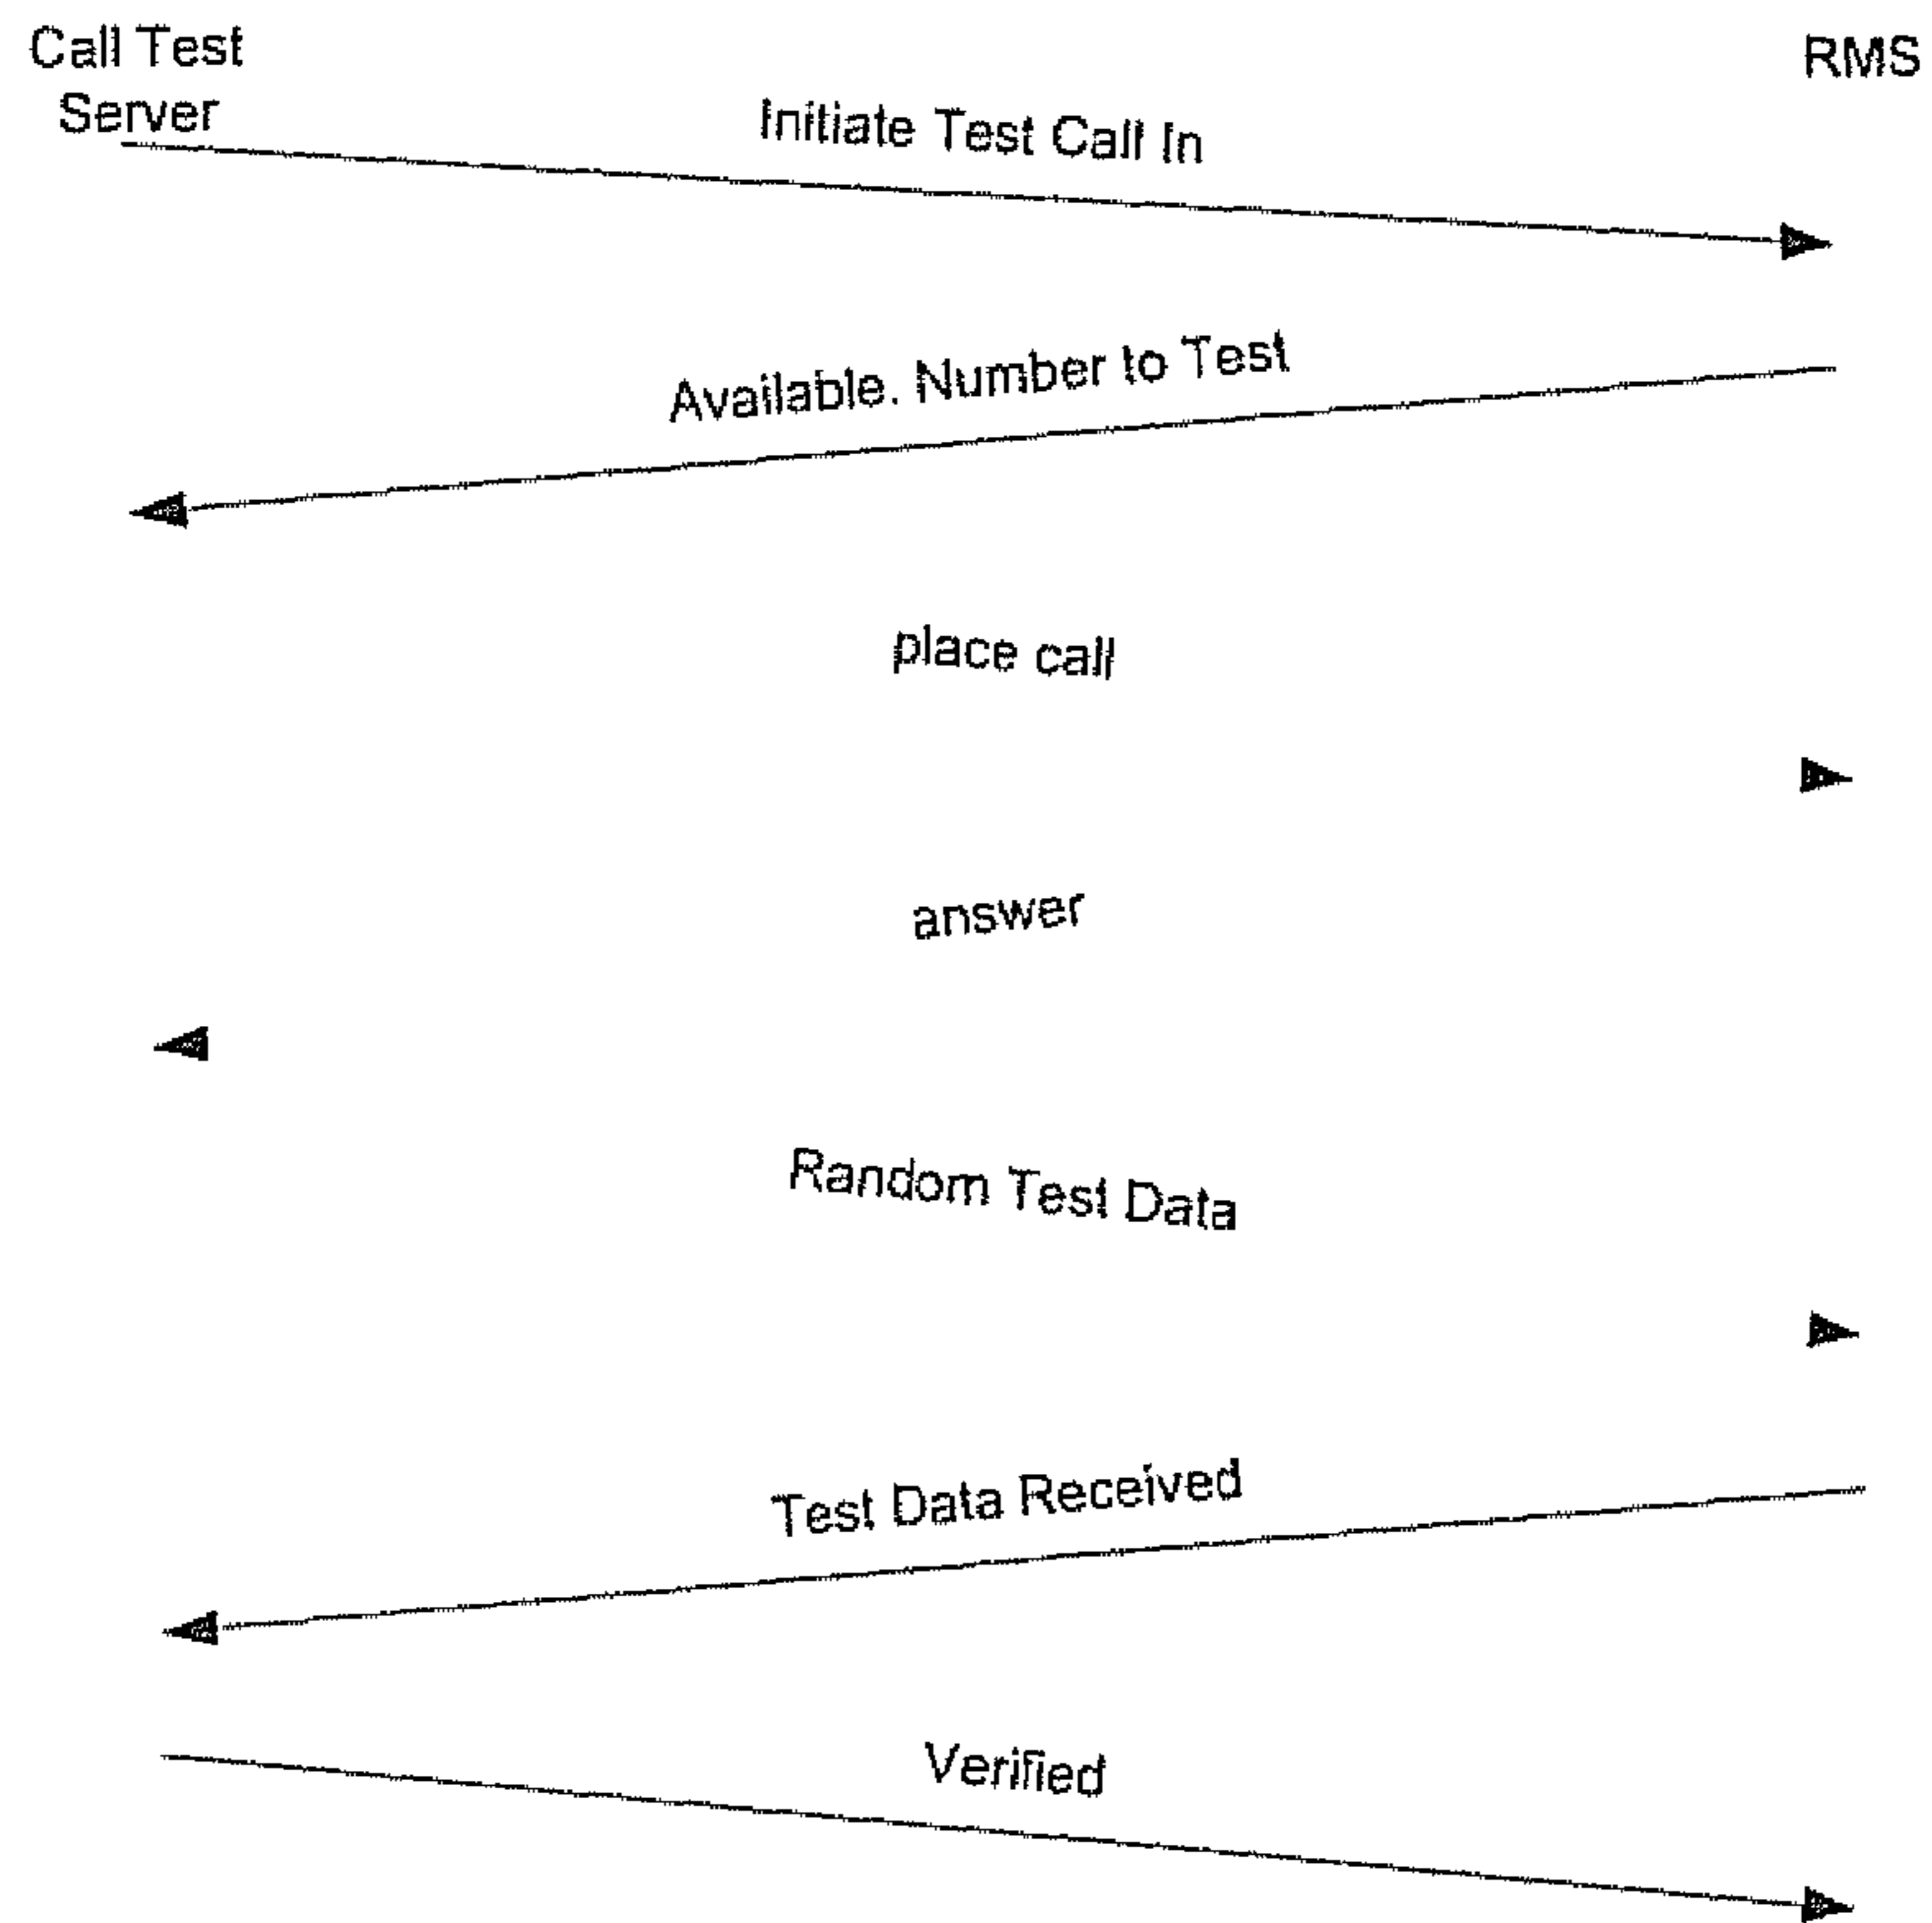 Call Test
Server
RMS
Initiate Test Call In
Available. Number to Test
place call
answer
Random Test Data
Test Data Received
Verified